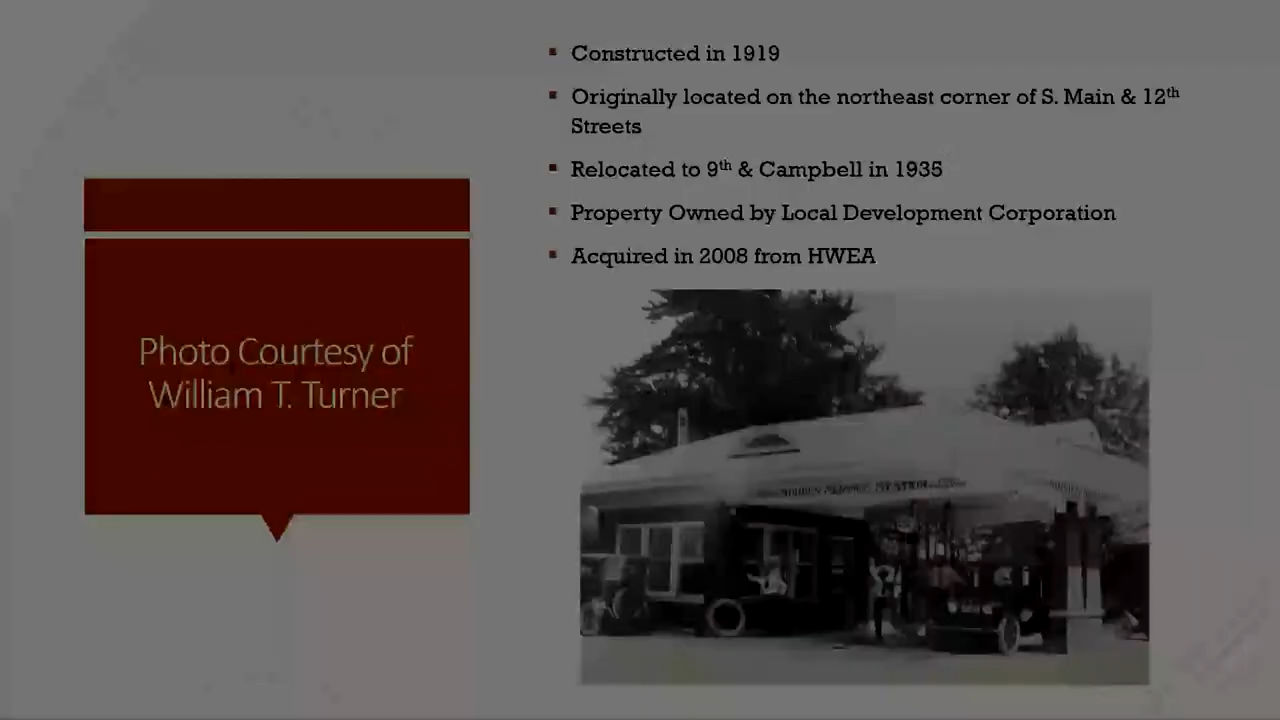 Constructed in 1919
Originally located on the northeast corner of S. Main & 12th
Streets
Relocated to 9th & Campbell in 1935
Property Owned by Local Development Corporation
Acquired in 2008 from HWEA
Photo Courtesy of
William T. Turner